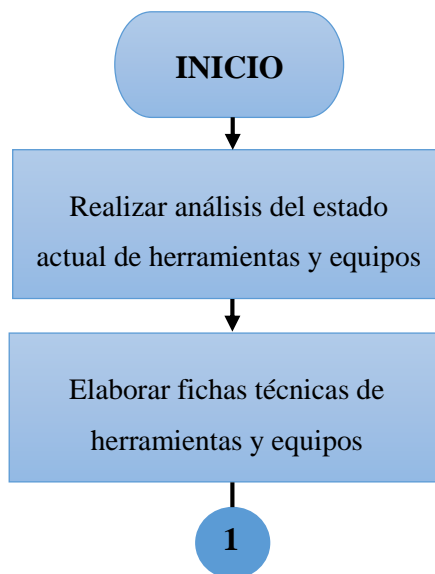 INICIO
Realizar análisis del estado
actual de herramientas y equipos
Elaborar fichas técnicas de
herramientas y equipos
1